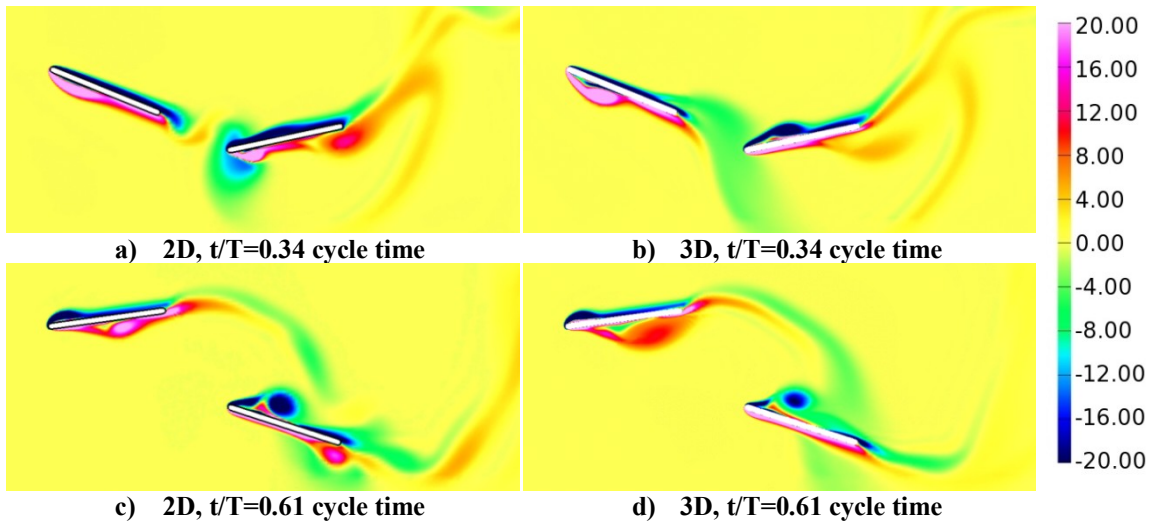 20.00
16.00
12.00
8.00
4.00
0.00
-4.00
-8.00
-12.00
-16.00
-20.00
a) 2D, t/T=0.34 cycle time
b) 3D, t/T=0.34 cycle time
c) 2D, t/T=0.61 cycle time
d) 3D, t/T=0.61 cycle time